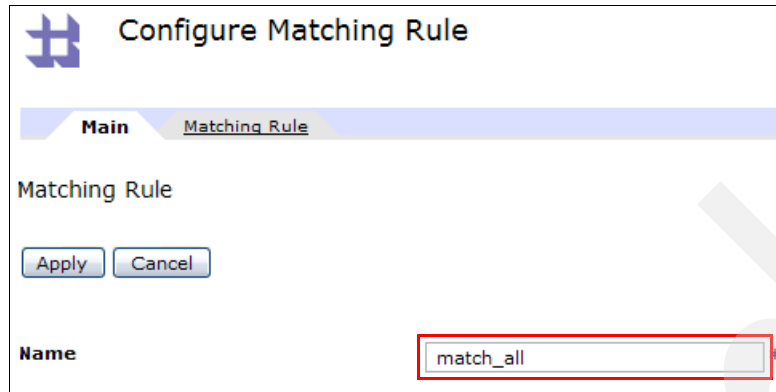 Configure Matching Rule
Main Matching Rule
Matching Rule
Apply Cancel
Name match_all